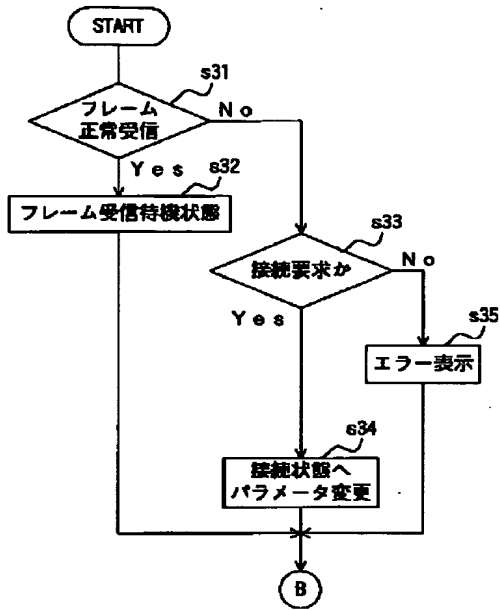 START
s31
フレーム
正常受信
No
Yes
s32
フレーム受信待機状態
s33
接続要求か
No
Yes
s35
エラー表示
s34
接続状態へ
パラメータ変更
B